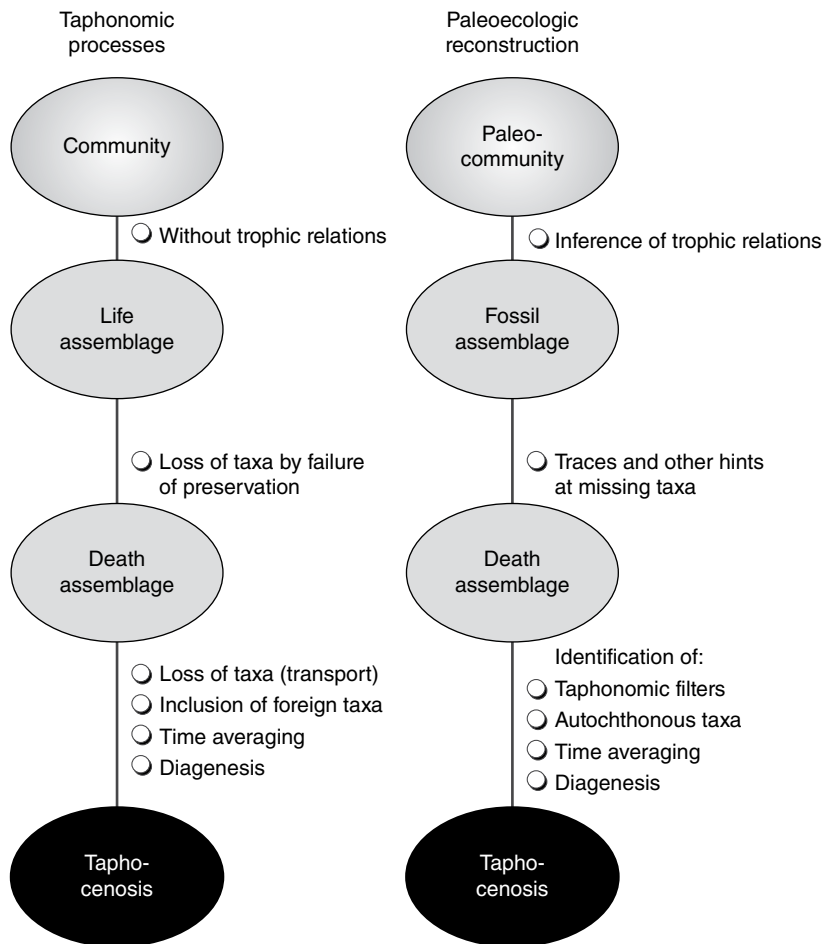 Taphonomic
processes
Community
Without trophic relations
Life
assemblage
Loss of taxa by failure
of preservation
Death
assemblage
Loss of taxa (transport)
Inclusion of foreign taxa
Time averaging
Diagenesis
Tapho-
cenosis
Paleoecologic
reconstruction
Paleo-
community
Inference of trophic relations
Fossil
assemblage
Traces and other hints
at missing taxa
Death
assemblage
Identification of:
Taphonomic filters
Autochthonous taxa
Time averaging
Diagenesis
Tapho-
cenosis